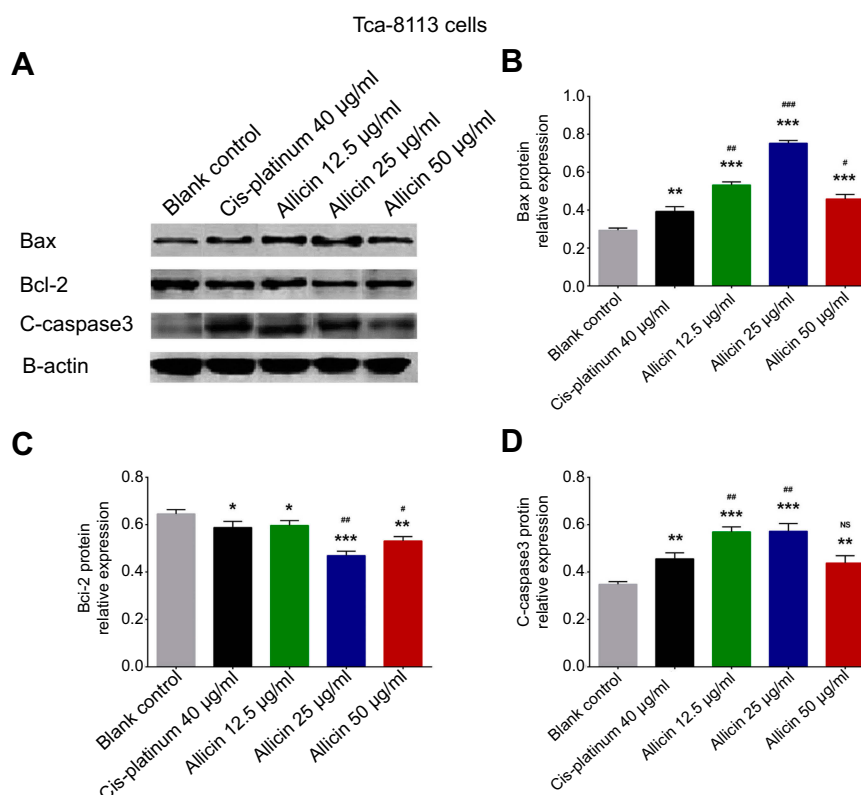 Tca-8113 cells
A
Blank control
Cis-platinum 40 µg/ml
Allicin 12.5 µg/ml
Allicin 25 µg/ml
Allicin 50 µg/ml
Bax
Bcl-2
C-caspase3
B-actin
B
Bax protein
relative expression
1.0
0.8
0.6
0.4
0.2
0.0
**
##
***
###
***
#
***
Blank control
Cis-platinum 40 µg/ml
Allicin 12.5 µg/ml
Allicin 25 µg/ml
Allicin 50 µg/ml
C
Bci-2 protein
relative expression
0.8
0.6
0.4
0.2
0.0
*
*
##
***
#
**
Blank control
Cis-platinum 40 µg/ml
Allicin 12.5 µg/ml
Allicin 25 µg/ml
Allicin 50 µg/ml
D
C-caspase3 protin
relative expression
0.8
0.6
0.4
0.2
0.0
**
##
***
##
***
NS
**
Blank control
Cis-platinum 40 µg/ml
Allicin 12.5 µg/ml
Allicin 25 µg/ml
Allicin 50 µg/ml